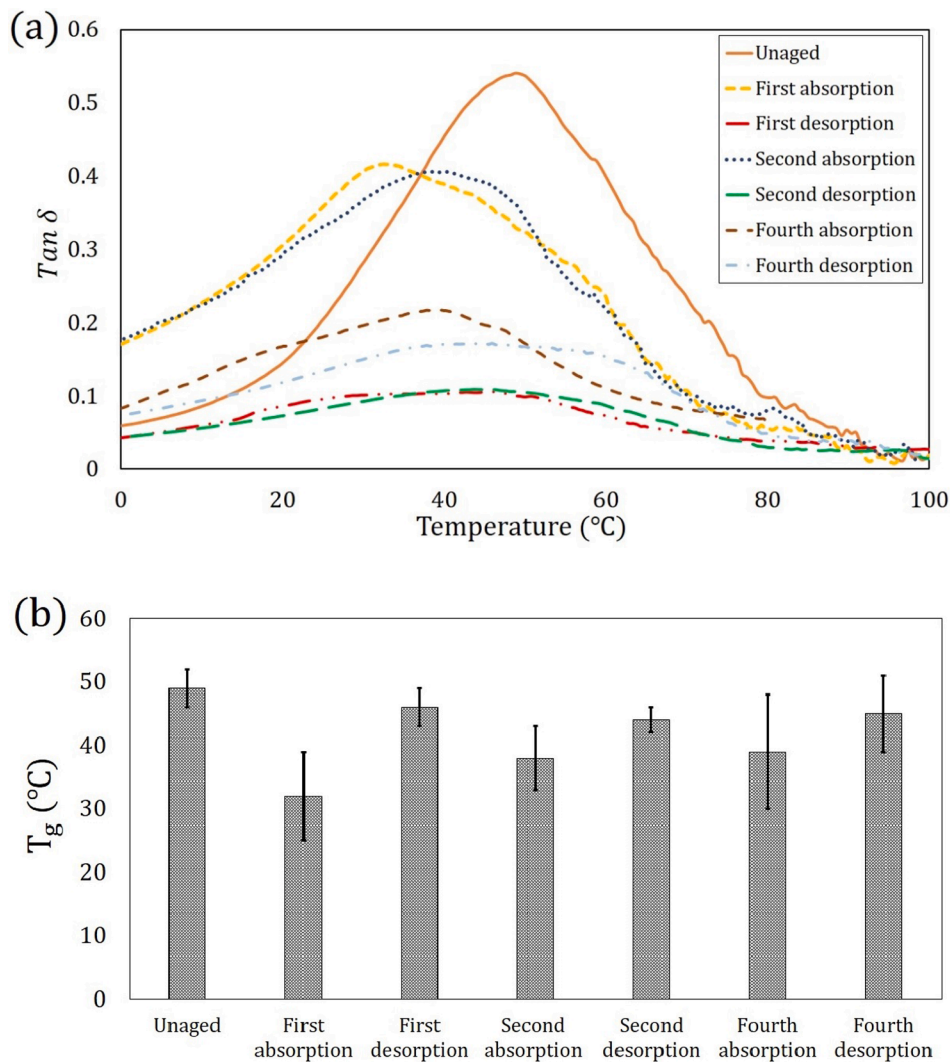 (a)
0.6
0.5
0.4
0.3
0.2
0.1
0
Tan δ
Unaged
First absorption
First desorption
Second absorption
Second desorption
Fourth absorption
Fourth desorption
0 20 40 60 80 100
Temperature (°C)
(b)
60
50
40
30
20
10
0
Tg (°C)
Unaged First absorption First desorption Second absorption Second desorption Fourth absorption Fourth desorption